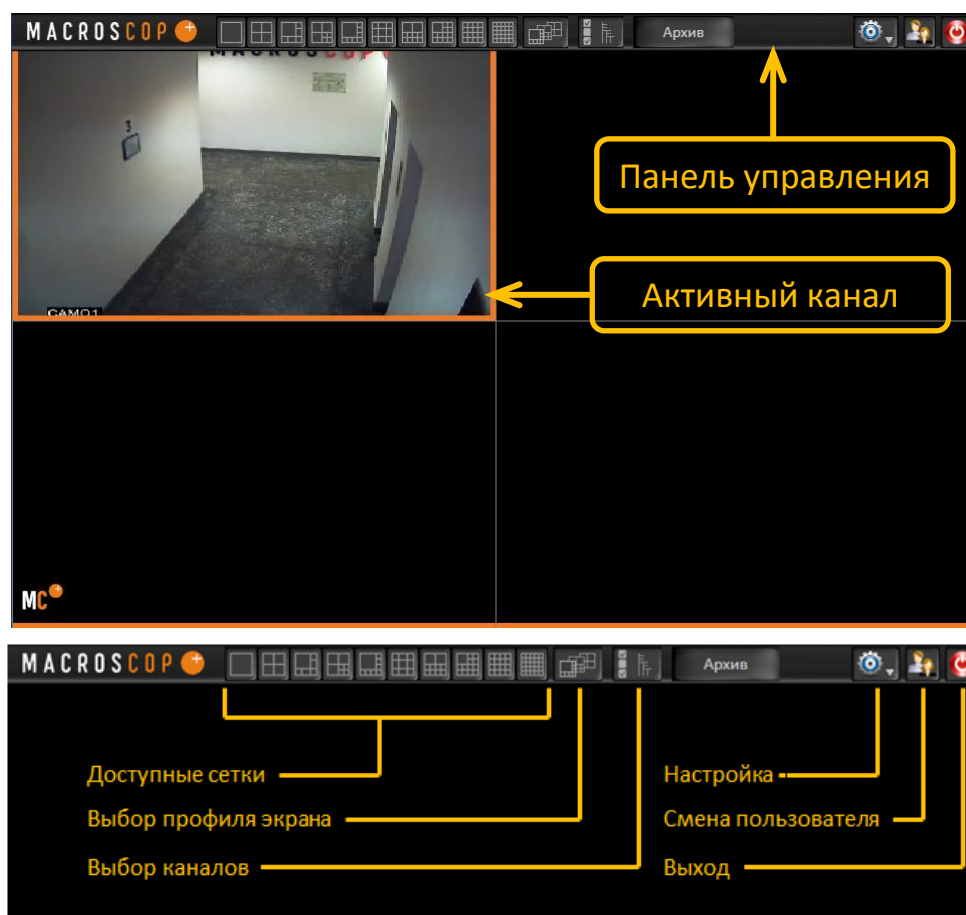 MACROSCOP
Архив
3
Панель управления
Активный канал
CAM01
MC
MACROSCOP
Архив
Доступные сетки
Настройка
Выбор профиля экрана
Смена пользователя
Выбор каналов
Выход